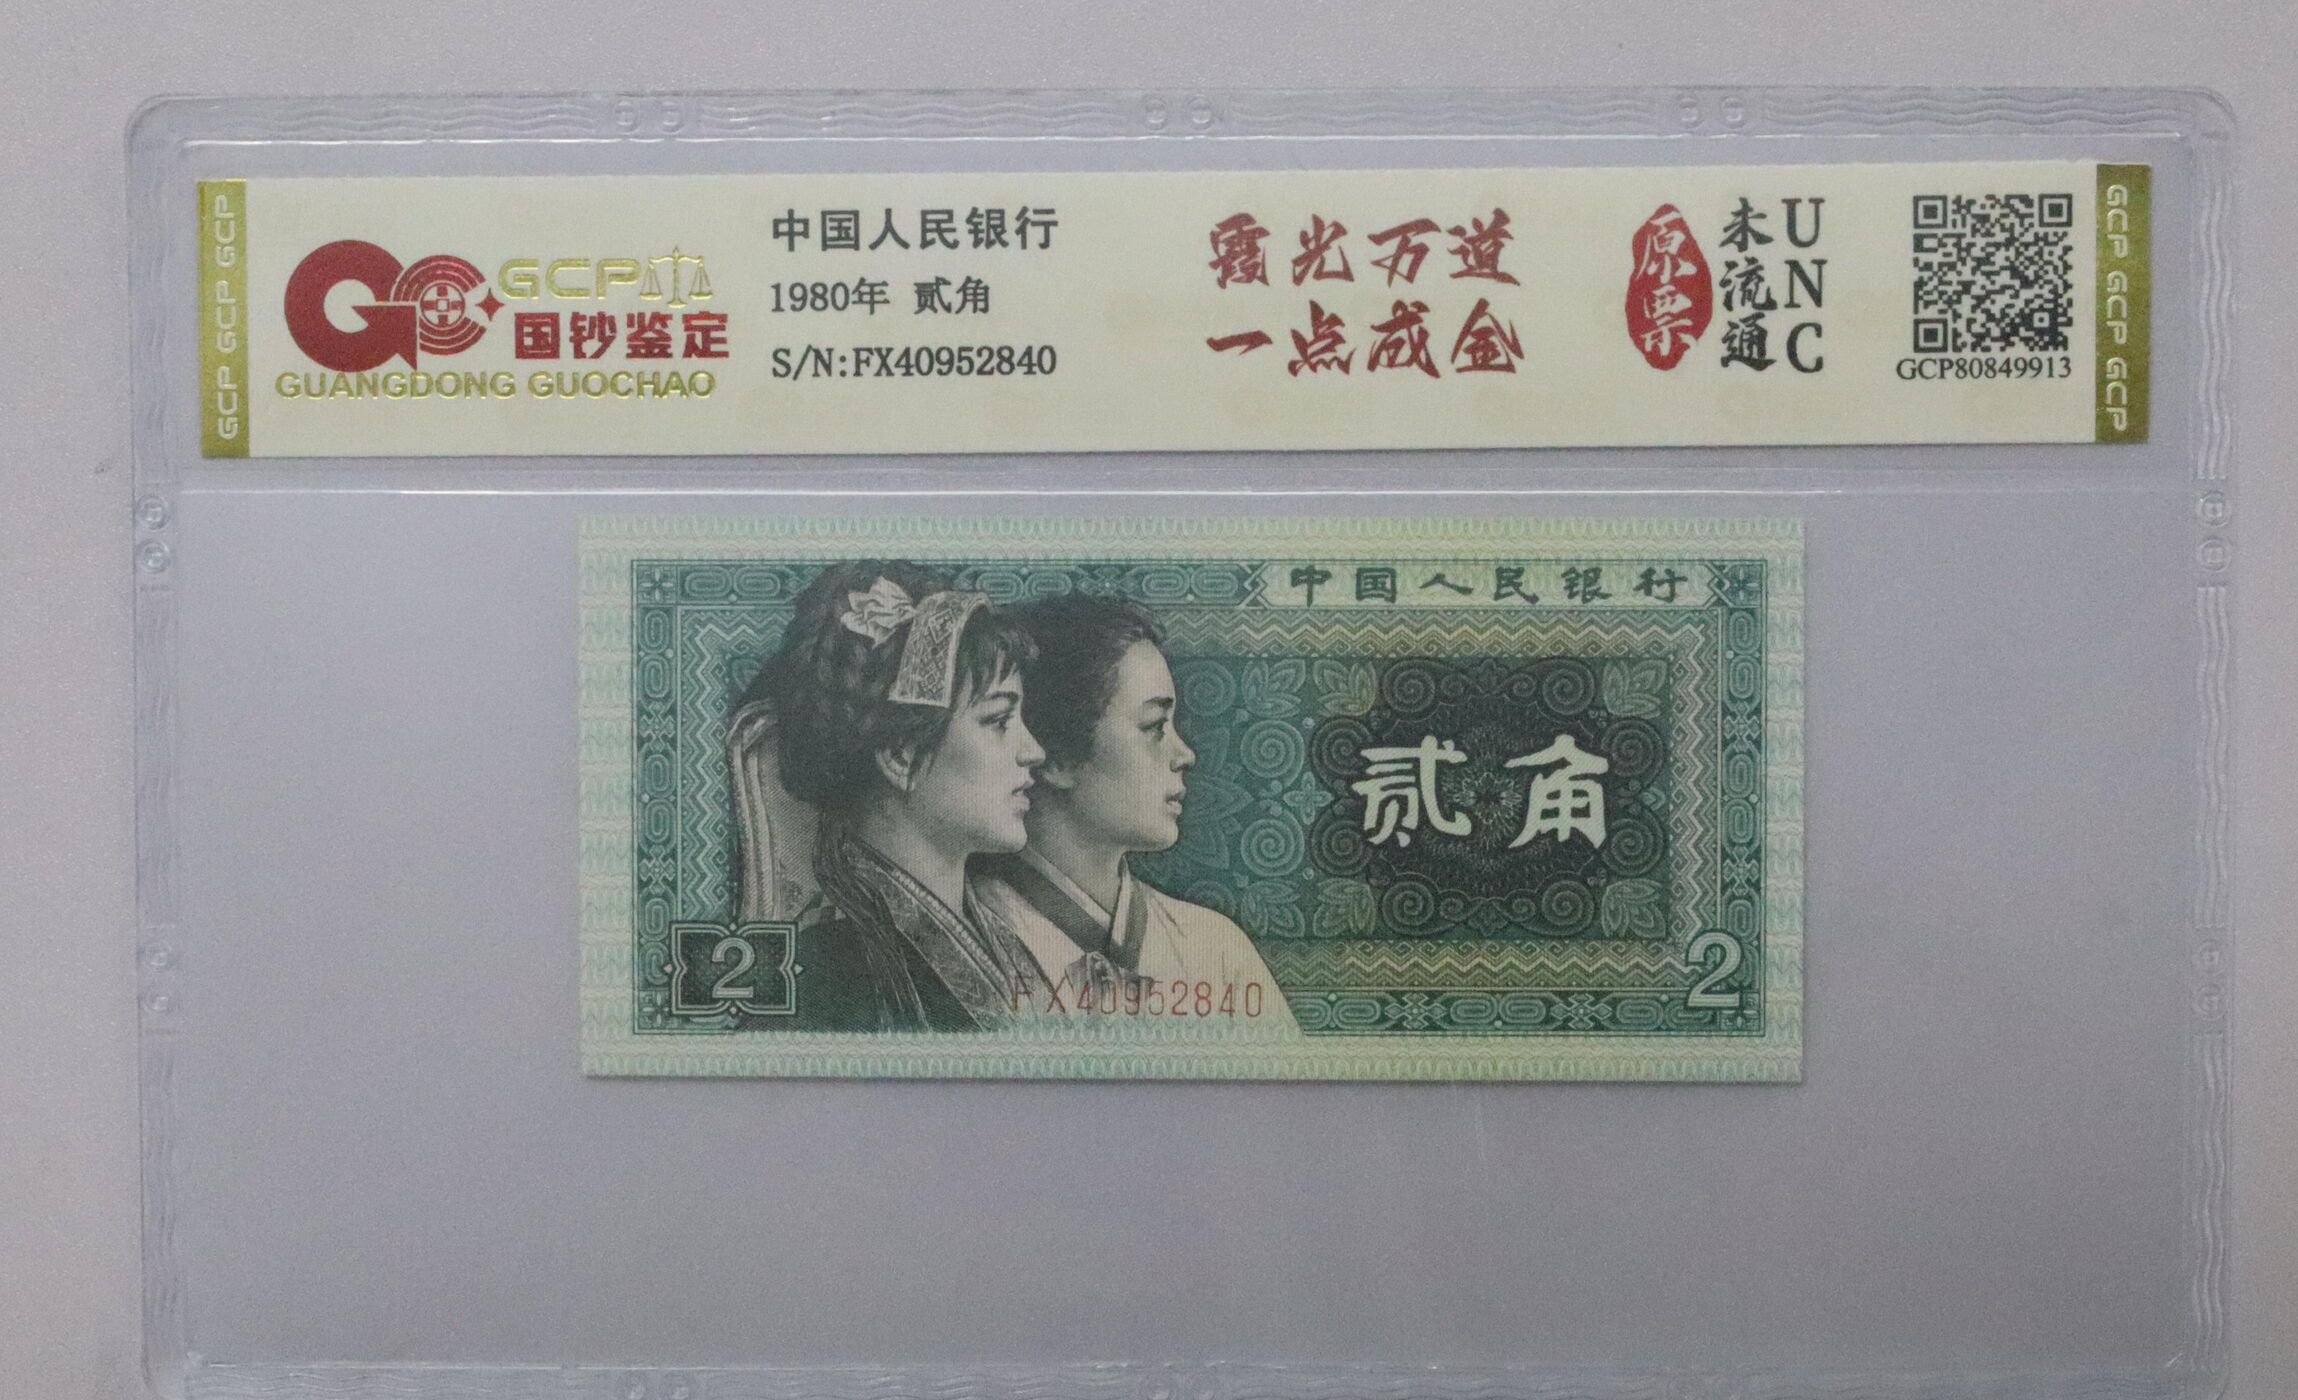 GCP GCP GCP
GCP
国钞鉴定
GUANGDONG GUOCHAO
中国人民银行
1980年 贰角
S/N:FX40952840
霞光万道
一点成金
原票
未流通
UNC
GCP80849913
GCP GCP GCP
中国人民银行
贰角
2
FX40952840
2